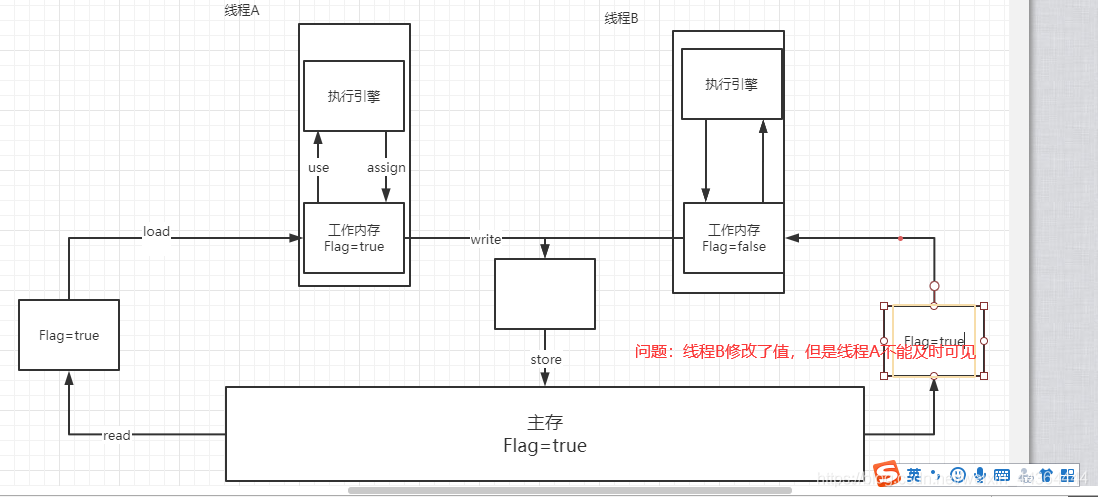 线程A
线程B
执行引擎
执行引擎
use
assign
工作内存
Flag=true
工作内存
Flag=false
load
write
Flag=true
store
问题：线程B修改了值，但是线程A不能及时可见
Flag=true
主存
Flag=true
read
英